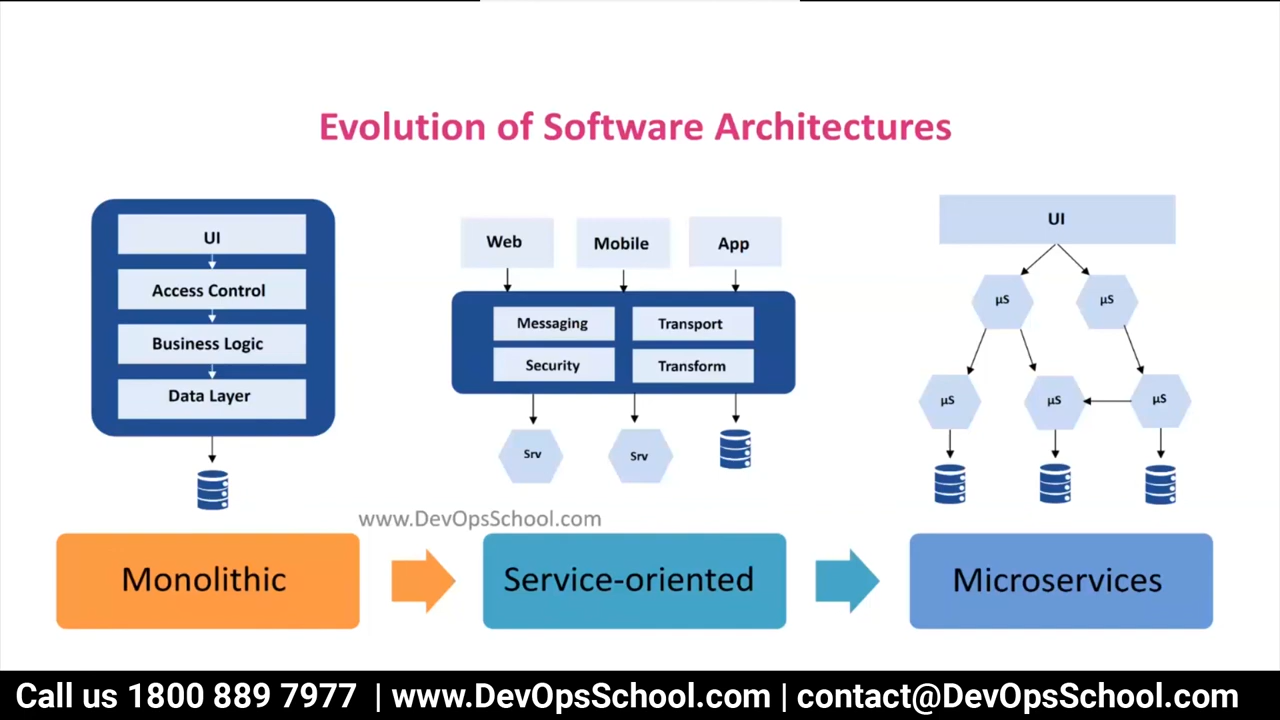 Evolution of Software Architectures
UI
Access Control
Business Logic
Data Layer
Web
Mobile
App
Messaging
Transport
Security
Transform
Srv
Srv
UI
µS
µS
µS
µS
µS
www.DevOpsSchool.com
Monolithic
Service-oriented
Microservices
Call us 1800 889 7977 | www.DevOpsSchool.com | contact@DevOpsSchool.com